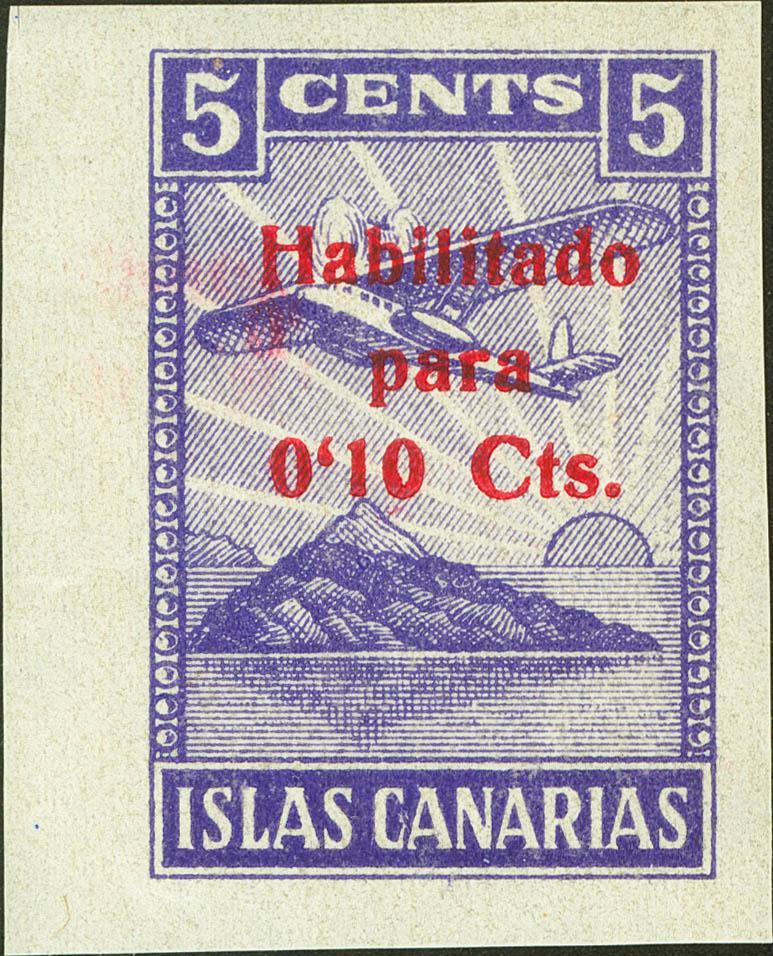 5 CENTS 5
Habilitado
para
0‘10 Cts.
ISLAS CANARIAS